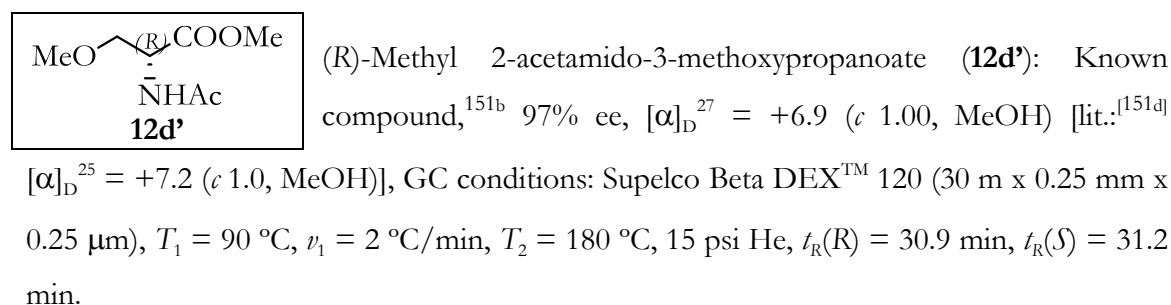 MeO (R) COOMe
NHAc
12d’
(R)-Methyl 2-acetamido-3-methoxypropanoate (12d’): Known
compound,151b 97% ee, [α]D27 = +6.9 (c 1.00, MeOH) [lit.:[151d]
[α]D25 = +7.2 (c 1.0, MeOH)], GC conditions: Supelco Beta DEX™ 120 (30 m x 0.25 mm x
0.25 μm), T1 = 90 ºC, v1 = 2 ºC/min, T2 = 180 ºC, 15 psi He, tR(R) = 30.9 min, tR(S) = 31.2
min.